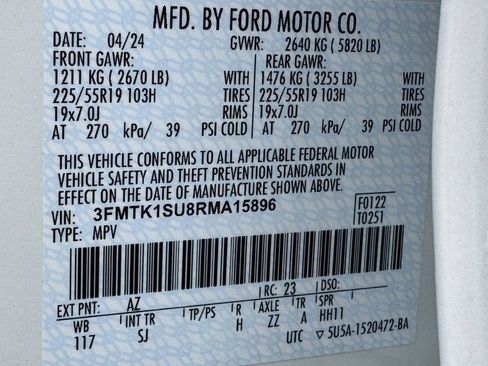 MFD. BY FORD MOTOR CO.
DATE: 04/24 GVWR: 2640 KG ( 5820 LB)
FRONT GAWR: REAR GAWR:
1211 KG ( 2670 LB) WITH 1476 KG ( 3255 LB) WITH
225/55R19 103H TIRES 225/55R19 103H TIRES
19x7.0J RIMS 19x7.0J RIMS
AT 270 kPa/ 39 PSI COLD AT 270 kPa/ 39 PSI COLD
THIS VEHICLE CONFORMS TO ALL APPLICABLE FEDERAL MOTOR
VEHICLE SAFETY AND THEFT PREVENTION STANDARDS IN
EFFECT ON THE DATE OF MANUFACTURE SHOWN ABOVE.
VIN: 3FMTK1SU8RMA15896 F0122
TYPE: MPV T0251
EXT PNT: AZ RC: 23 DSO:
WB INT TR TP/PS R AXLE TR SPR
117 SJ H ZZ A HH11
UTC ▽ 5U5A-1520472-BA